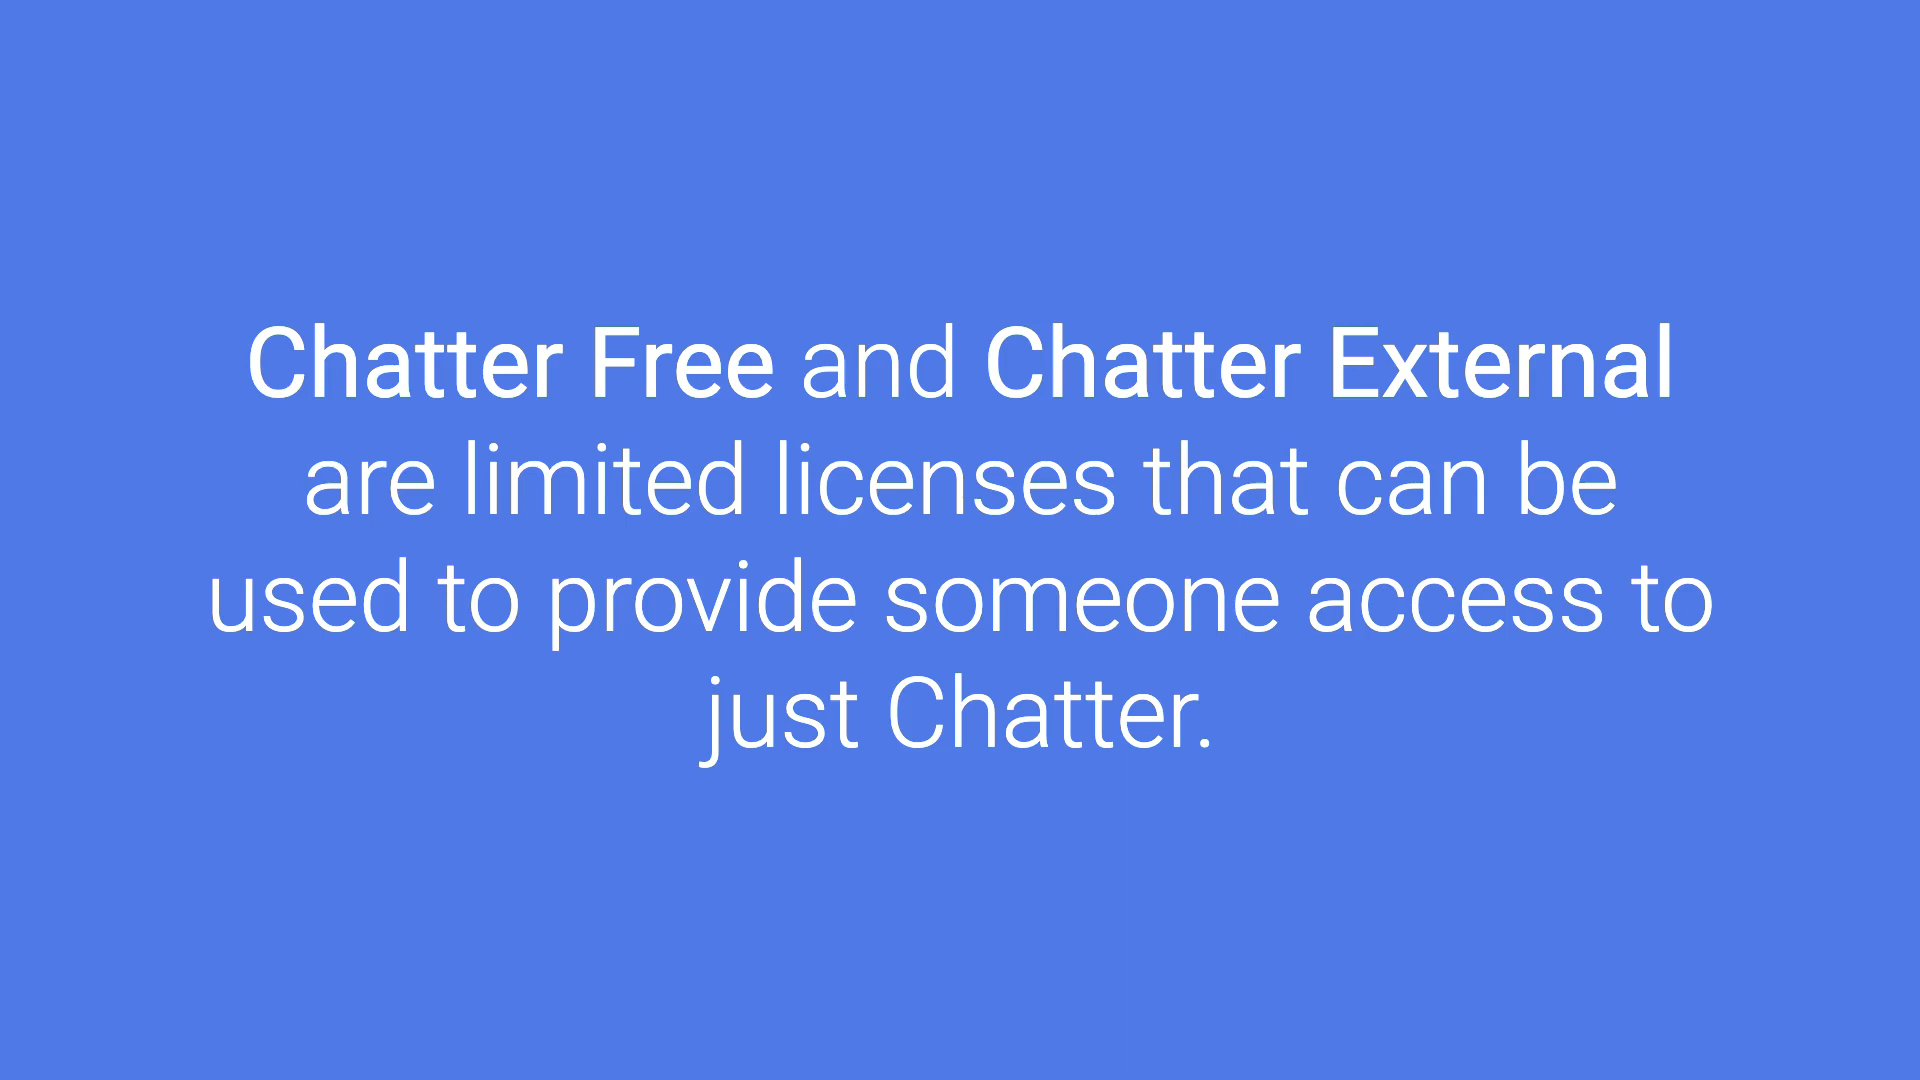 Chatter Free and Chatter External
are limited licenses that can be
used to provide someone access to
just Chatter.